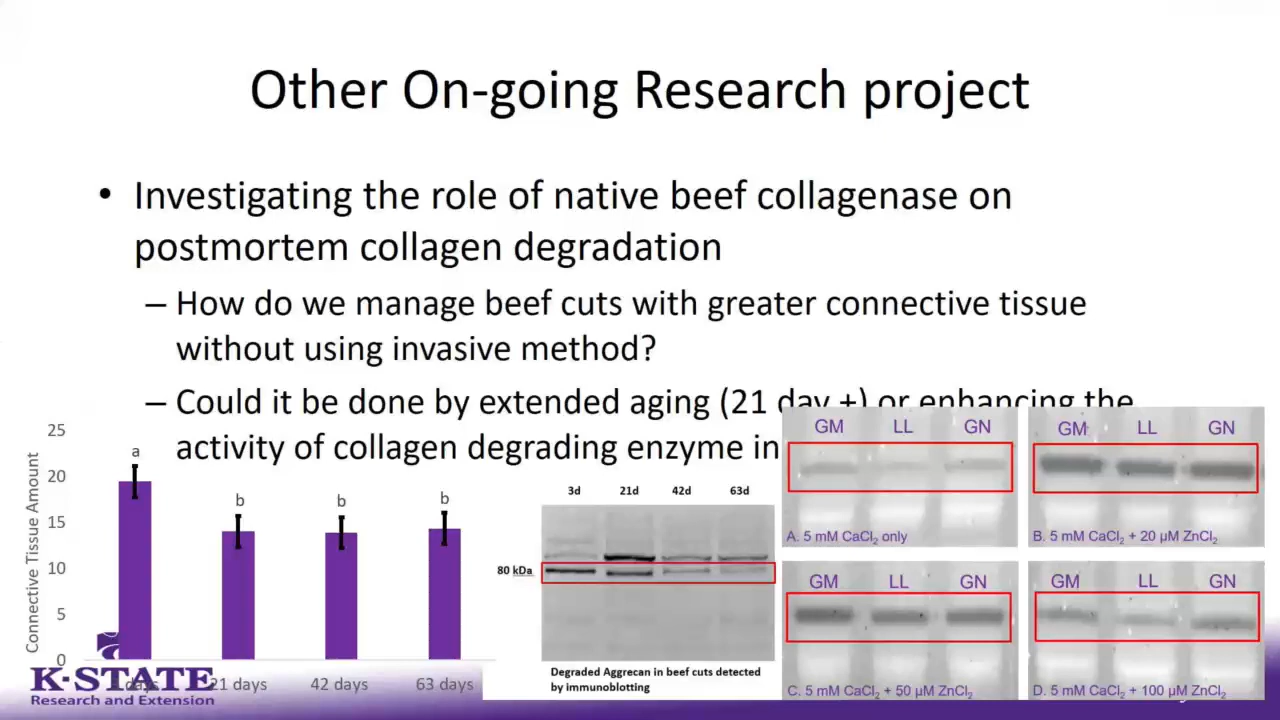 Other On-going Research project
• Investigating the role of native beef collagenase on
postmortem collagen degradation
– How do we manage beef cuts with greater connective tissue
without using invasive method?
– Could it be done by extended aging (21 day +) or enhancing the
activity of collagen degrading enzyme in
Connective Tissue Amount
25
20
15
10
5
0
a
b
b
b
days
21 days
42 days
63 days
3d 21d 42d 63d
80 kDa
Degraded Aggrecan in beef cuts detected
by immunoblotting
GM LL GN
A. 5 mM CaCl₂ only
GM LL GN
B. 5 mM CaCl₂ + 20 µM ZnCl₂
GM LL GN
C. 5 mM CaCl₂ + 50 µM ZnCl₂
GM LL GN
D. 5 mM CaCl₂ + 100 µM ZnCl₂
K-STATE
Research and Extension